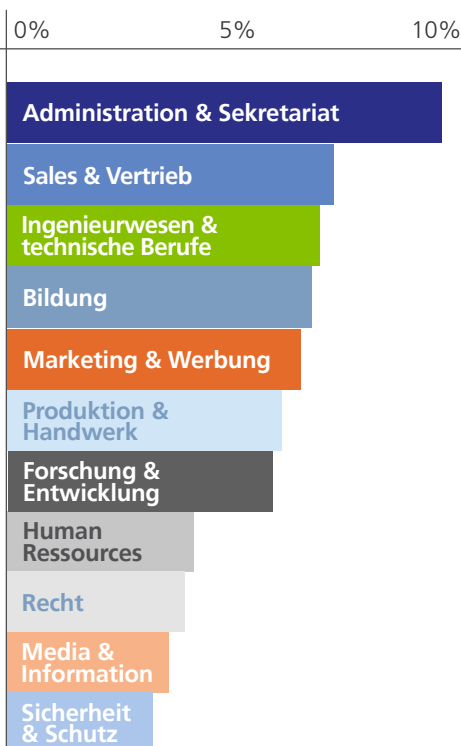 0% 5% 10%
Administration & Sekretariat
Sales & Vertrieb
Ingenieurwesen &
technische Berufe
Bildung
Marketing & Werbung
Produktion &
Handwerk
Forschung &
Entwicklung
Human
Ressources
Recht
Media &
Information
Sicherheit
& Schutz